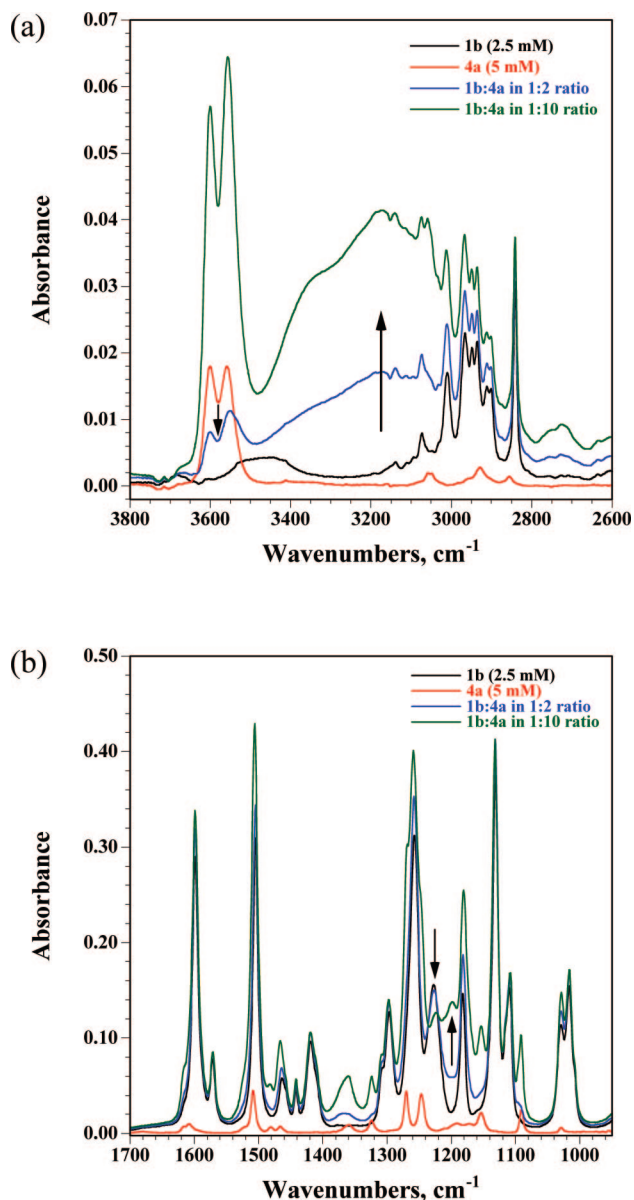 (a)
0.07
0.06
0.05
0.04
0.03
0.02
0.01
0.00
Absorbance
1b (2.5 mM)
4a (5 mM)
1b:4a in 1:2 ratio
1b:4a in 1:10 ratio
3800 3600 3400 3200 3000 2800 2600
Wavenumbers, cm-1
(b)
0.50
0.40
0.30
0.20
0.10
0.00
Absorbance
1b (2.5 mM)
4a (5 mM)
1b:4a in 1:2 ratio
1b:4a in 1:10 ratio
1700 1600 1500 1400 1300 1200 1100 1000
Wavenumbers, cm-1